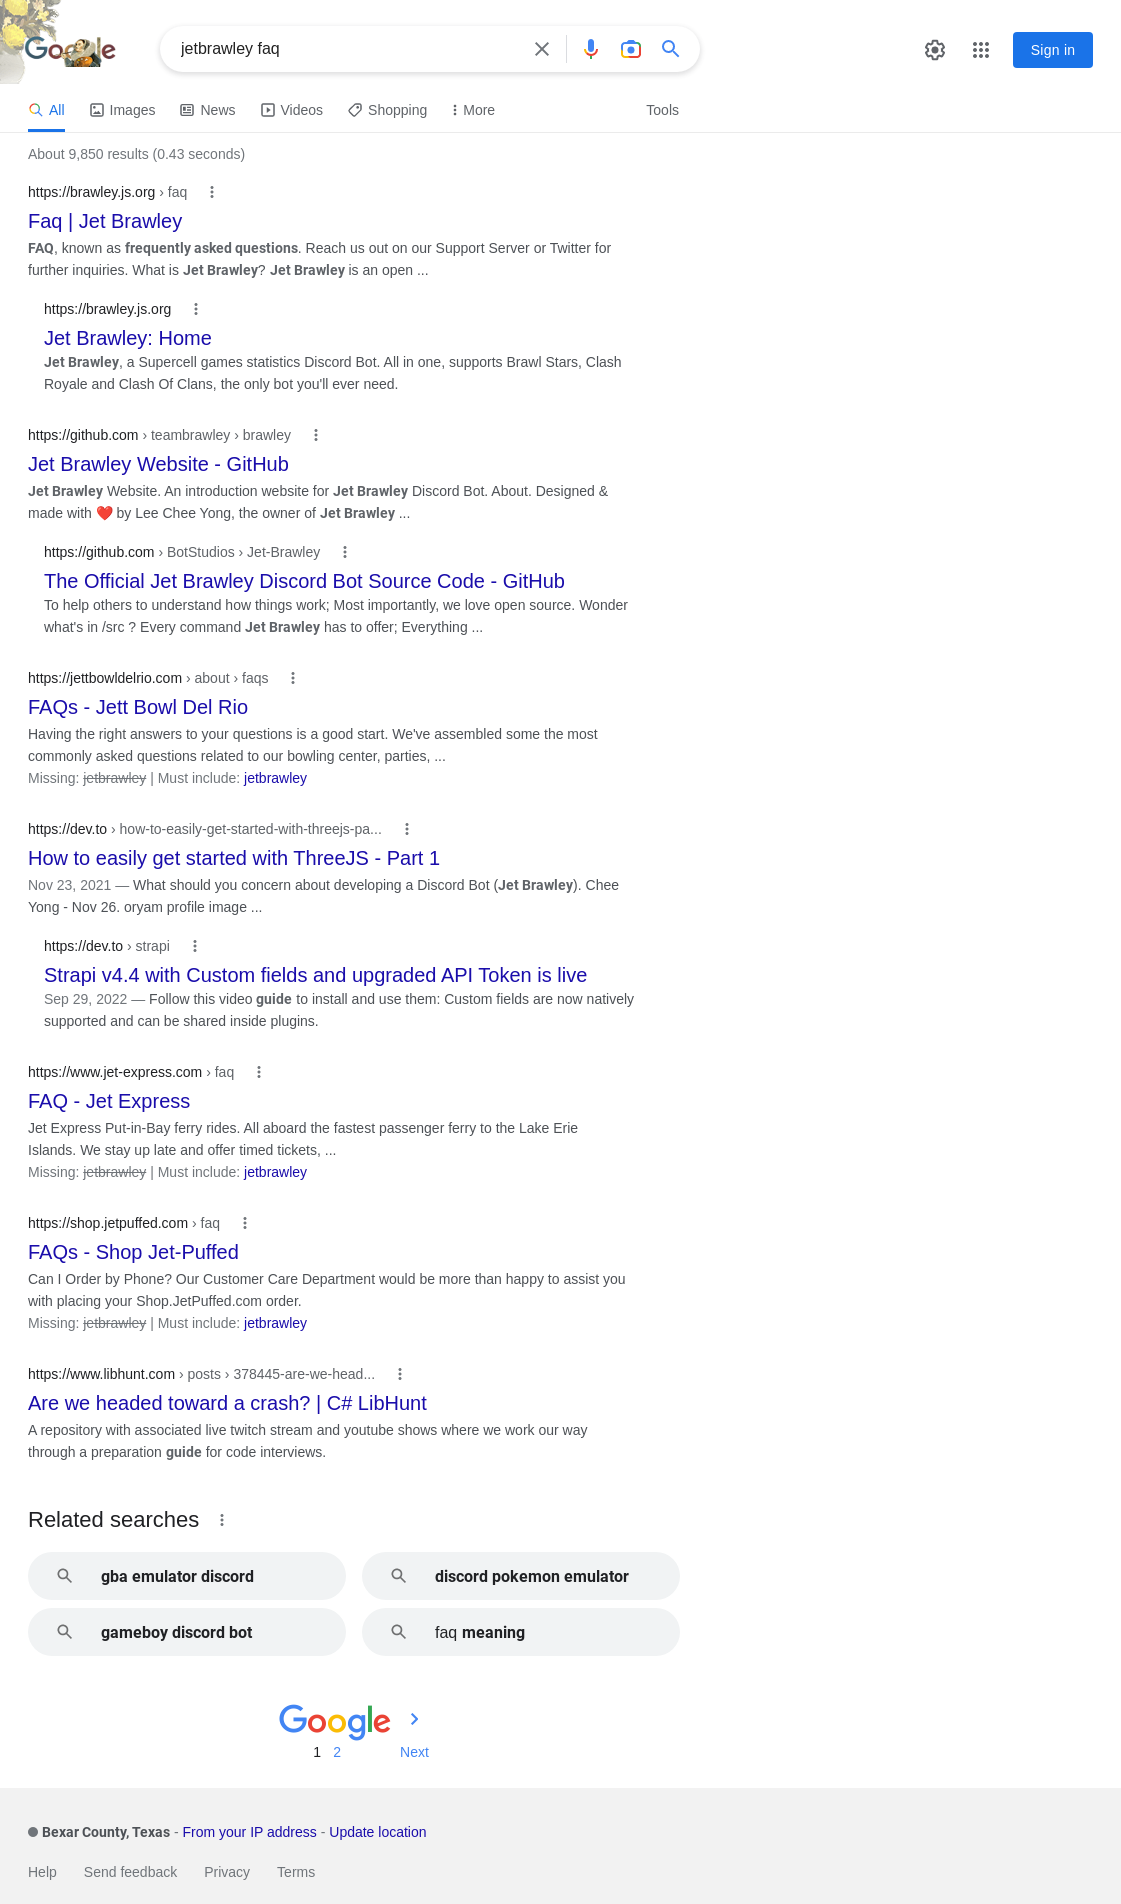 Google
jetbrawley faq
Sign in
All
Images
News
Videos
Shopping
More
Tools
About 9,850 results (0.43 seconds)
https://brawley.js.org › faq
Faq | Jet Brawley
FAQ, known as frequently asked questions. Reach us out on our Support Server or Twitter for
further inquiries. What is Jet Brawley? Jet Brawley is an open ...
https://brawley.js.org
Jet Brawley: Home
Jet Brawley, a Supercell games statistics Discord Bot. All in one, supports Brawl Stars, Clash
Royale and Clash Of Clans, the only bot you'll ever need.
https://github.com › teambrawley › brawley
Jet Brawley Website - GitHub
Jet Brawley Website. An introduction website for Jet Brawley Discord Bot. About. Designed &
made with ❤️ by Lee Chee Yong, the owner of Jet Brawley ...
https://github.com › BotStudios › Jet-Brawley
The Official Jet Brawley Discord Bot Source Code - GitHub
To help others to understand how things work; Most importantly, we love open source. Wonder
what's in /src ? Every command Jet Brawley has to offer; Everything ...
https://jettbowldelrio.com › about › faqs
FAQs - Jett Bowl Del Rio
Having the right answers to your questions is a good start. We've assembled some the most
commonly asked questions related to our bowling center, parties, ...
Missing: jetbrawley | Must include: jetbrawley
https://dev.to › how-to-easily-get-started-with-threejs-pa...
How to easily get started with ThreeJS - Part 1
Nov 23, 2021 — What should you concern about developing a Discord Bot (Jet Brawley). Chee
Yong - Nov 26. oryam profile image ...
https://dev.to › strapi
Strapi v4.4 with Custom fields and upgraded API Token is live
Sep 29, 2022 — Follow this video guide to install and use them: Custom fields are now natively
supported and can be shared inside plugins.
https://www.jet-express.com › faq
FAQ - Jet Express
Jet Express Put-in-Bay ferry rides. All aboard the fastest passenger ferry to the Lake Erie
Islands. We stay up late and offer timed tickets, ...
Missing: jetbrawley | Must include: jetbrawley
https://shop.jetpuffed.com › faq
FAQs - Shop Jet-Puffed
Can I Order by Phone? Our Customer Care Department would be more than happy to assist you
with placing your Shop.JetPuffed.com order.
Missing: jetbrawley | Must include: jetbrawley
https://www.libhunt.com › posts › 378445-are-we-head...
Are we headed toward a crash? | C# LibHunt
A repository with associated live twitch stream and youtube shows where we work our way
through a preparation guide for code interviews.
Related searches
gba emulator discord
discord pokemon emulator
gameboy discord bot
faq meaning
Google
1 2 Next
Bexar County, Texas - From your IP address - Update location
Help Send feedback Privacy Terms